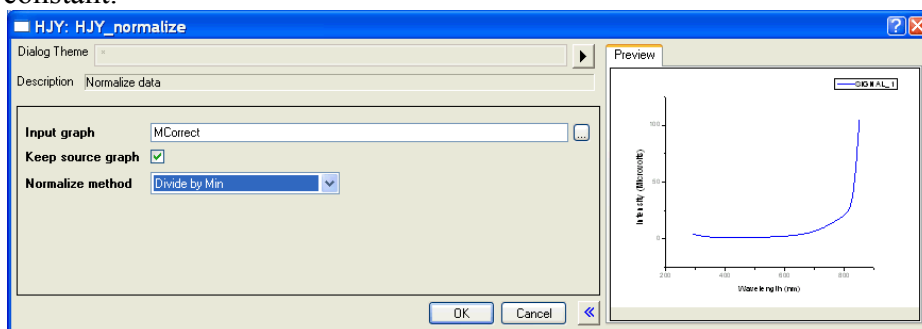 constant.
HJY: HJY_normalize
Dialog Theme *
Description Normalize data
Input graph MCorrect ...
Keep source graph
Normalize method Divide by Min
OK Cancel
Preview
SIGNAL_1
100
50
0
Intensity (Microvolts)
200 400 600 800
Wavelength (nm)